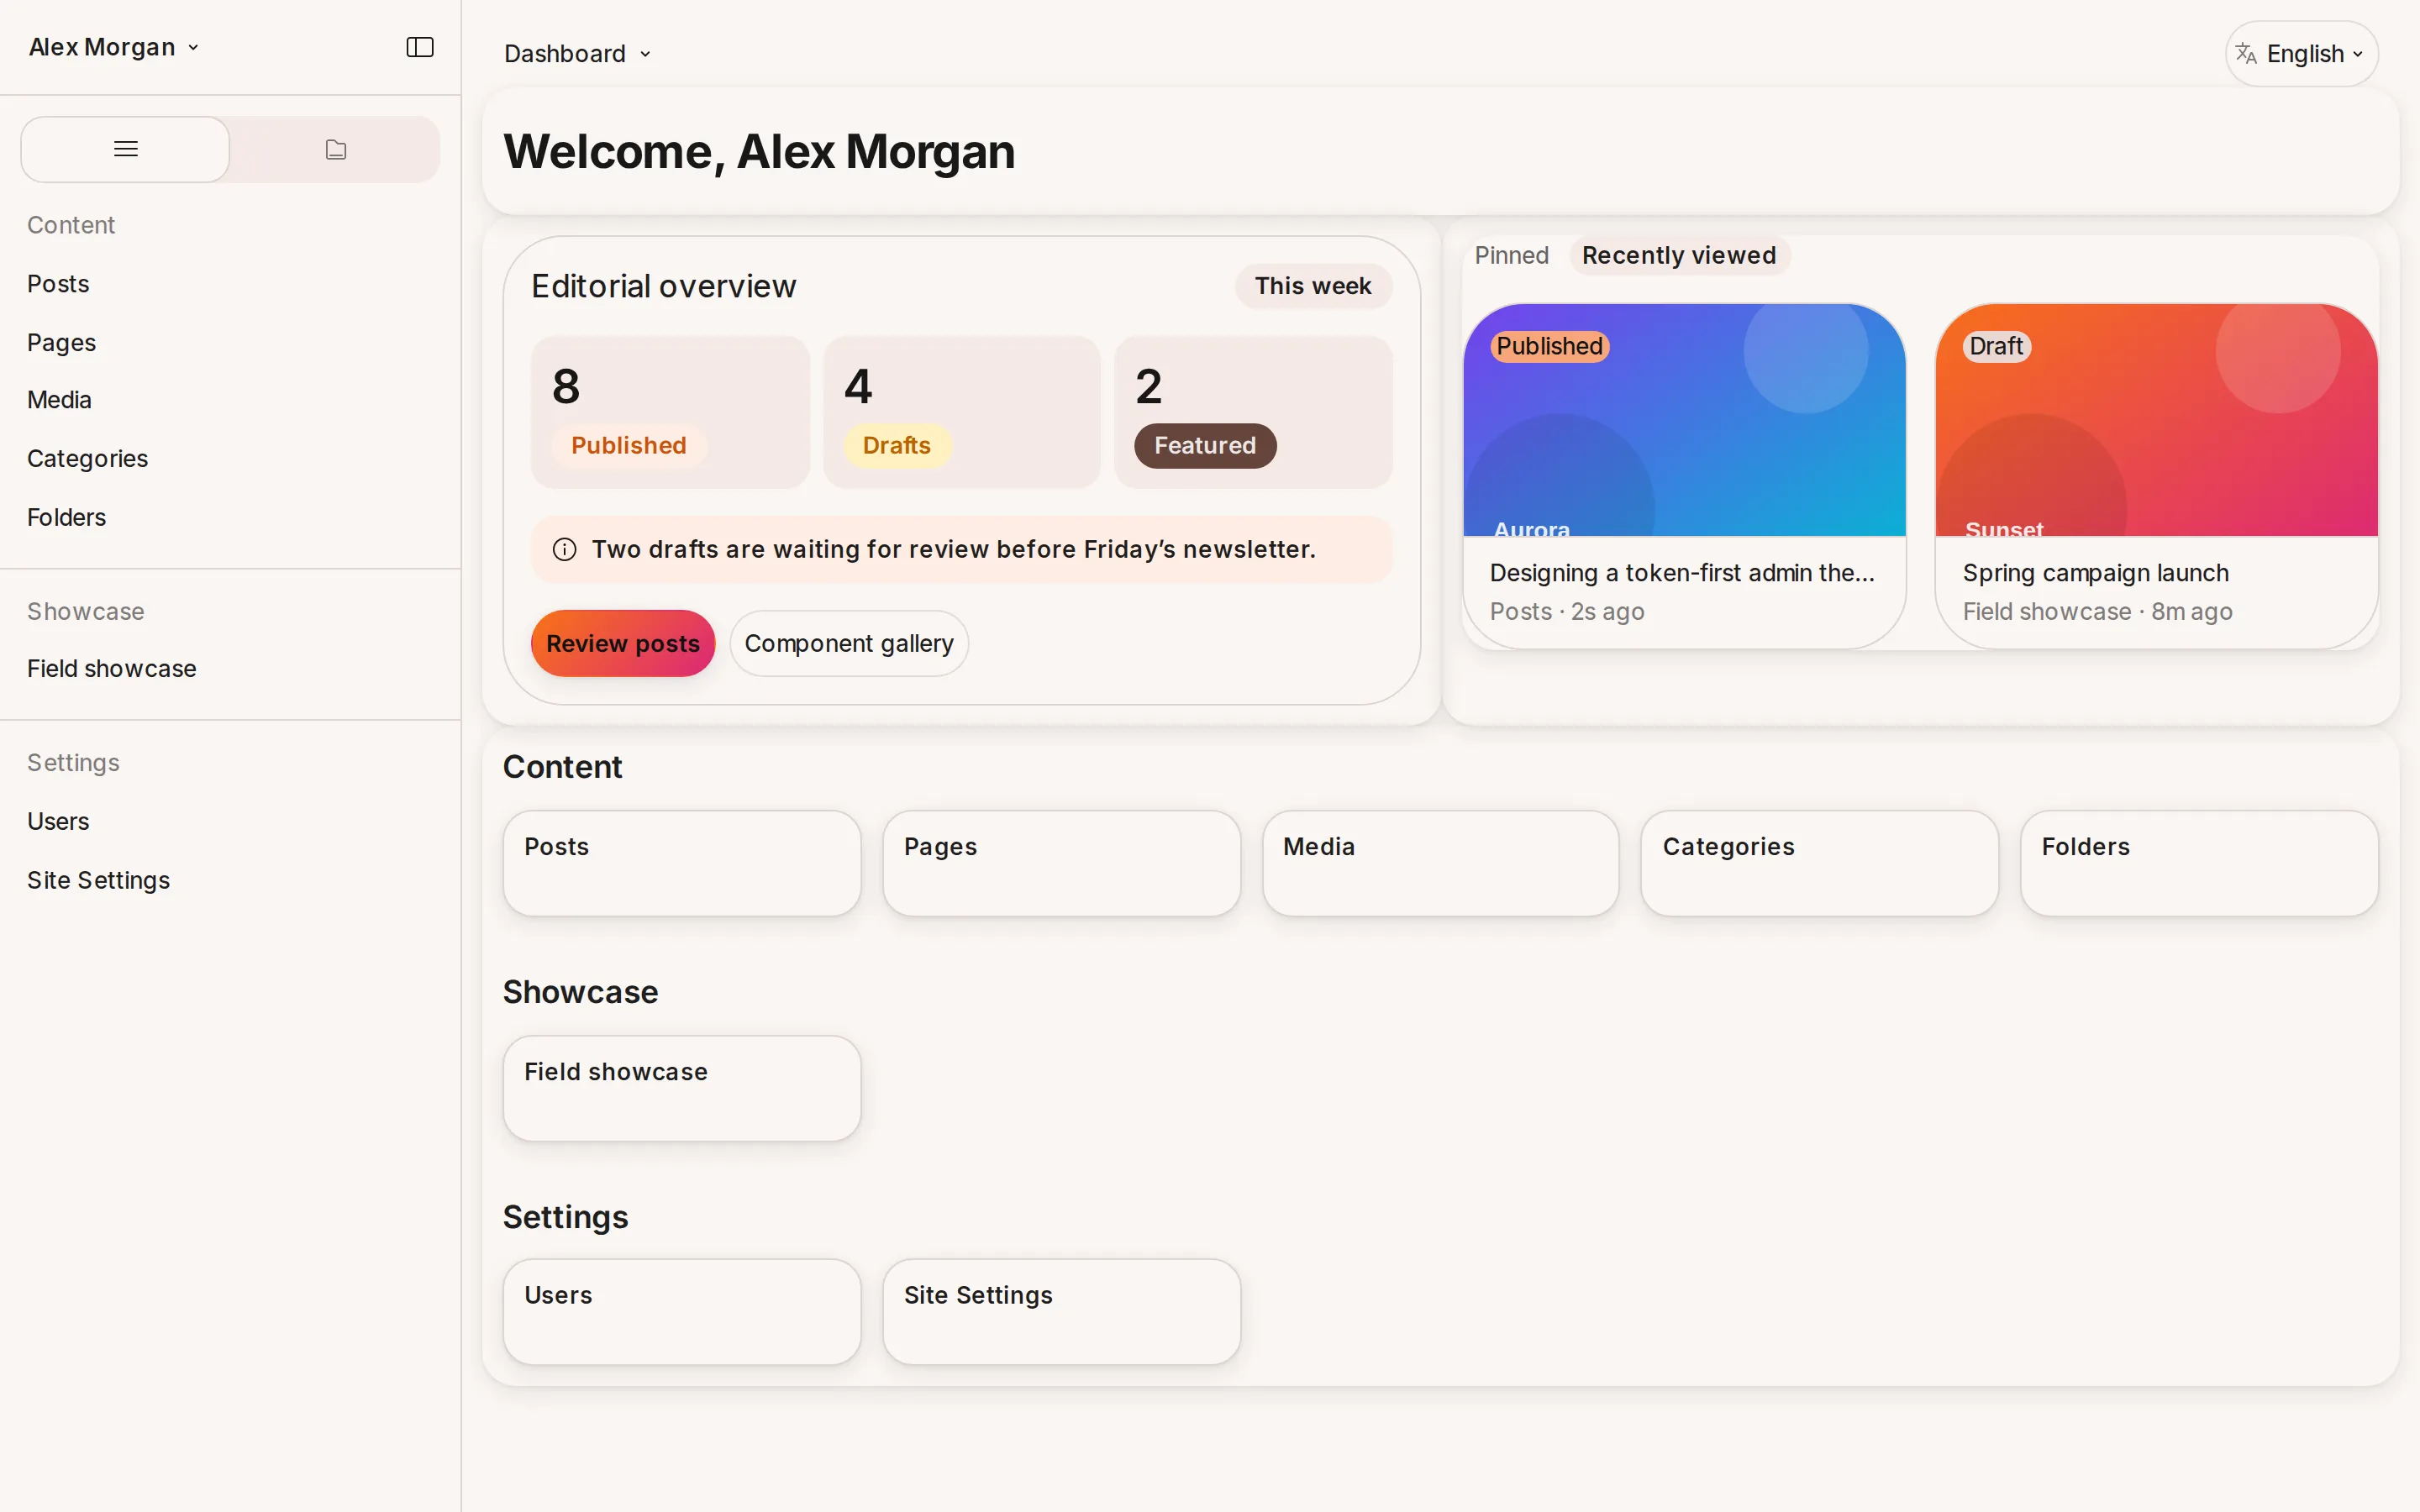 Alex Morgan
Content
Posts
Pages
Media
Categories
Folders
Showcase
Field showcase
Settings
Users
Site Settings
Dashboard
English
Welcome, Alex Morgan
Editorial overview
This week
8
Published
4
Drafts
2
Featured
Two drafts are waiting for review before Friday’s newsletter.
Review posts
Component gallery
Pinned
Recently viewed
Published
Aurora
Designing a token-first admin the...
Posts · 2s ago
Draft
Sunset
Spring campaign launch
Field showcase · 8m ago
Content
Posts
Pages
Media
Categories
Folders
Showcase
Field showcase
Settings
Users
Site Settings